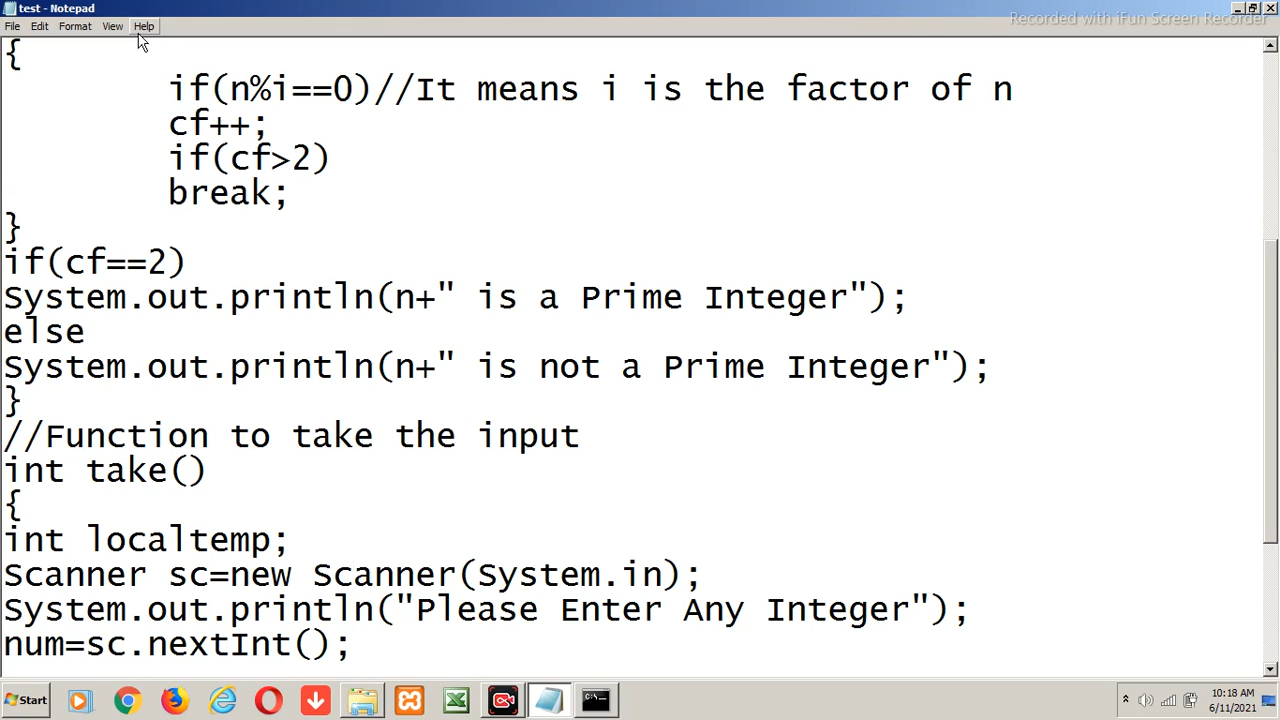 test - Notepad
Recorded with iFun Screen Recorder
File Edit Format View Help
{
if(n%i==0)//It means i is the factor of n
cf++;
if(cf>2)
break;
}
if(cf==2)
System.out.println(n+" is a Prime Integer");
else
System.out.println(n+" is not a Prime Integer");
}
//Function to take the input
int take()
{
int localtemp;
Scanner sc=new Scanner(System.in);
System.out.println("Please Enter Any Integer");
num=sc.nextInt();
Start
10:18 AM
6/11/2021